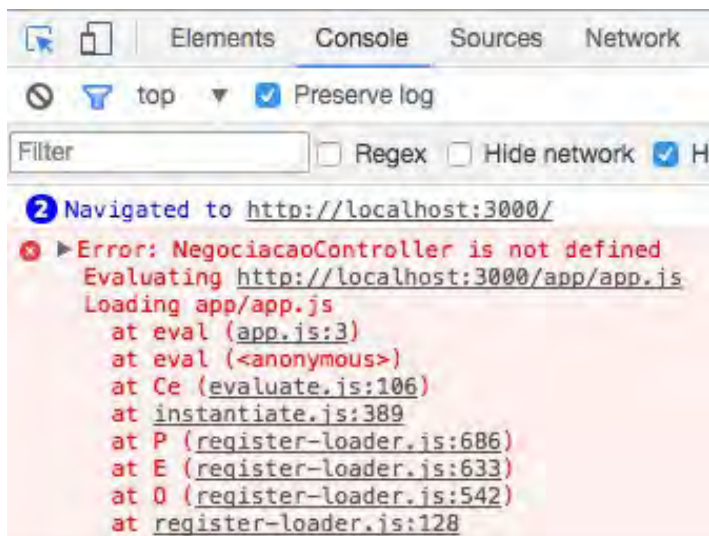 Elements Console Sources Network
top ▼ Preserve log
Filter Regex Hide network H
2 Navigated to http://localhost:3000/
▶Error: NegociacaoController is not defined
Evaluating http://localhost:3000/app/app.js
Loading app/app.js
at eval (app.js:3)
at eval (<anonymous>)
at Ce (evaluate.js:106)
at instantiate.js:389
at P (register-loader.js:686)
at E (register-loader.js:633)
at O (register-loader.js:542)
at register-loader.js:128